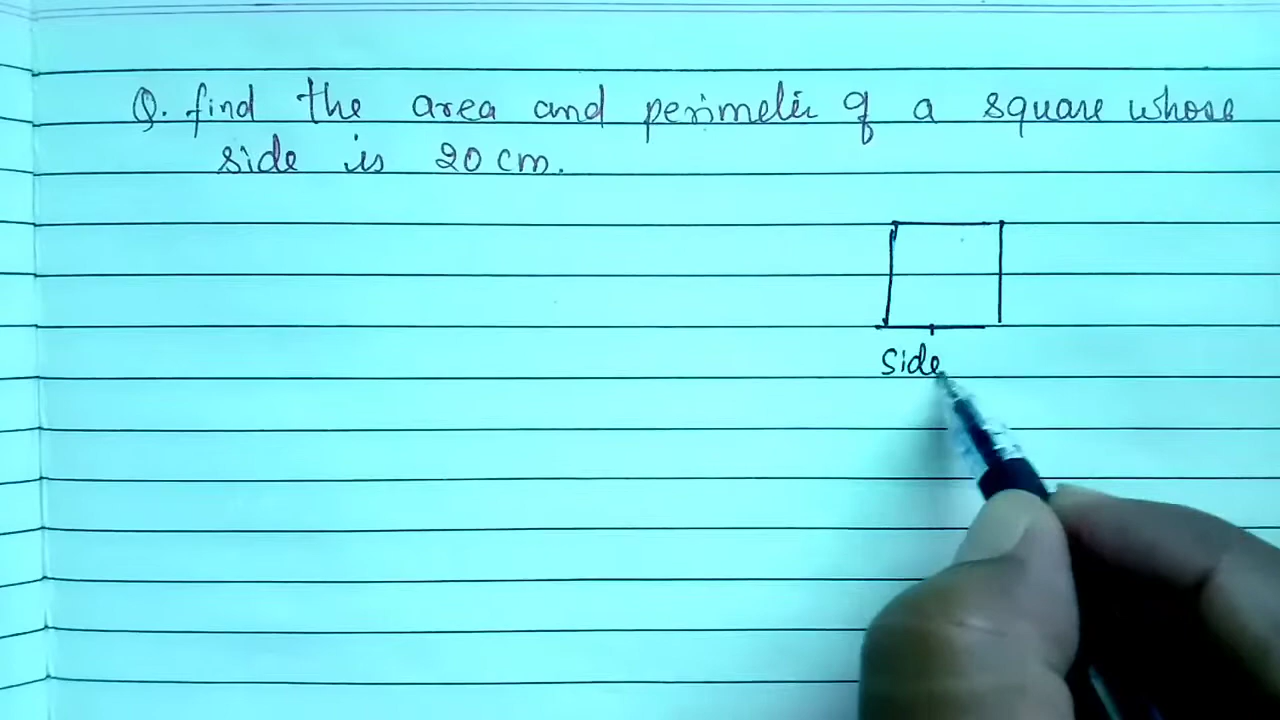 Q. find the area and perimeter of a square whose
side is 20 cm.
side